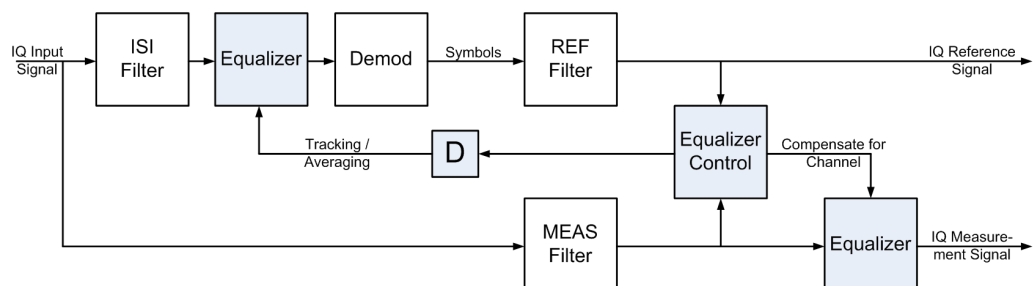 IQ Input
Signal
ISI
Filter
Equalizer
Demod
Symbols
REF
Filter
IQ Reference
Signal
Tracking /
Averaging
D
Equalizer
Control
Compensate for
Channel
MEAS
Filter
Equalizer
IQ Measure-
ment Signal